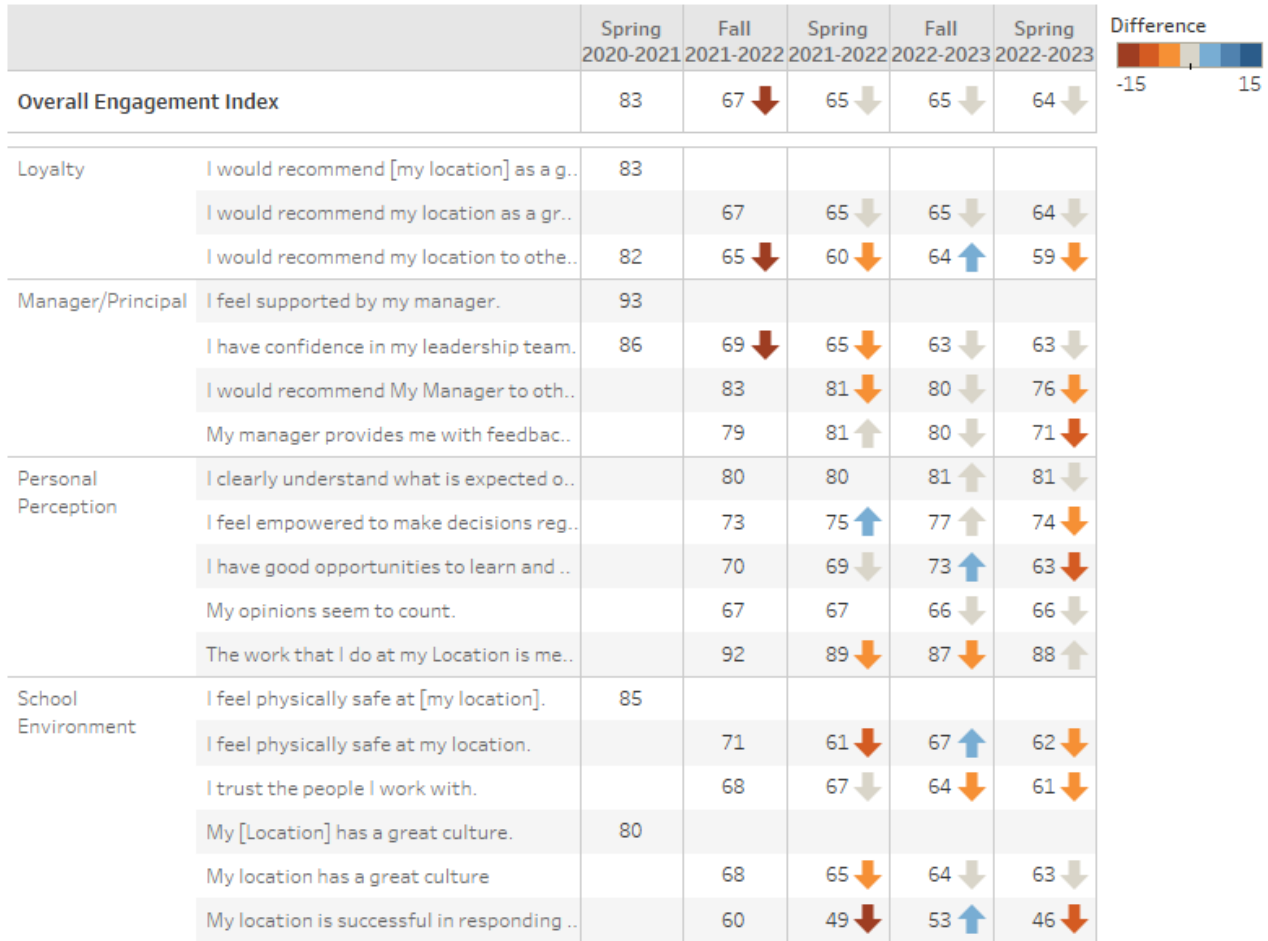 Spring Fall Spring Fall Spring Difference
2020-2021 2021-2022 2021-2022 2022-2023 2022-2023
-15 15
Overall Engagement Index 83 67 65 65 64
Loyalty I would recommend [my location] as a g.. 83
I would recommend my location as a gr.. 67 65 65 64
I would recommend my location to othe.. 82 65 60 64 59
Manager/Principal I feel supported by my manager. 93
I have confidence in my leadership team. 86 69 65 63 63
I would recommend My Manager to oth.. 83 81 80 76
My manager provides me with feedbac.. 79 81 80 71
Personal I clearly understand what is expected o.. 80 80 81 81
Perception
I feel empowered to make decisions reg.. 73 75 77 74
I have good opportunities to learn and .. 70 69 73 63
My opinions seem to count. 67 67 66 66
The work that I do at my Location is me.. 92 89 87 88
School I feel physically safe at [my location]. 85
Environment
I feel physically safe at my location. 71 61 67 62
I trust the people I work with. 68 67 64 61
My [Location] has a great culture. 80
My location has a great culture 68 65 64 63
My location is successful in responding .. 60 49 53 46